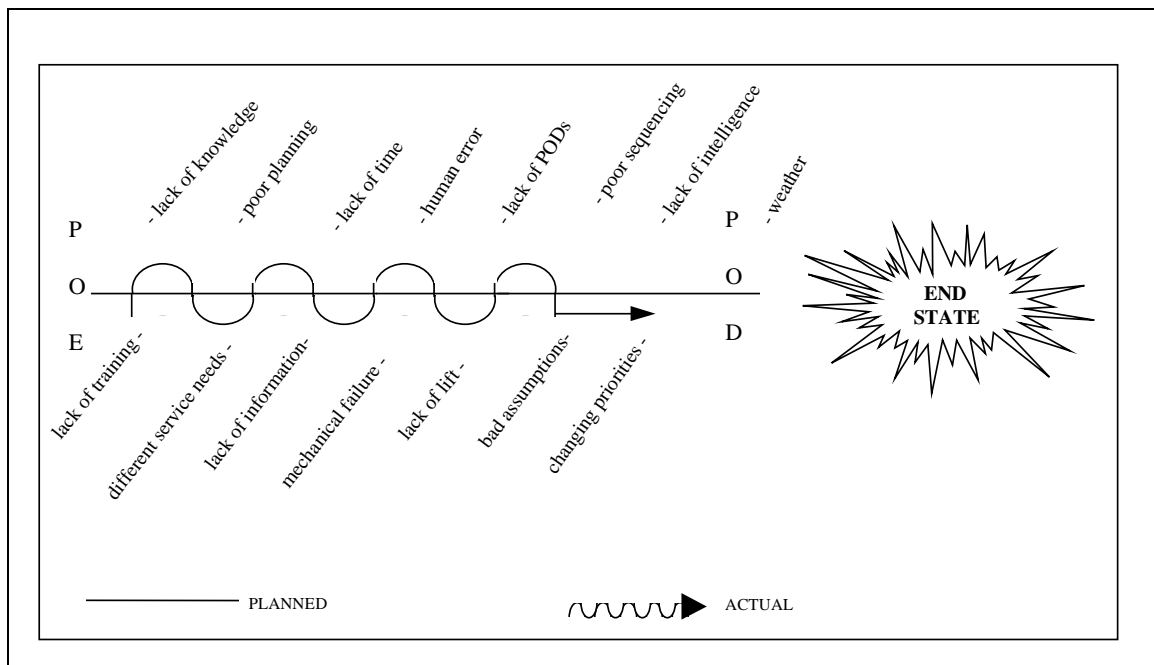 - lack of knowledge
- poor planning
- lack of time
- human error
- lack of PODs
- poor sequencing
- lack of intelligence
- weather
P
O
E
P
O
D
END
STATE
lack of training -
different service needs -
lack of information-
mechanical failure -
lack of lift -
bad assumptions-
changing priorities -
PLANNED
ACTUAL